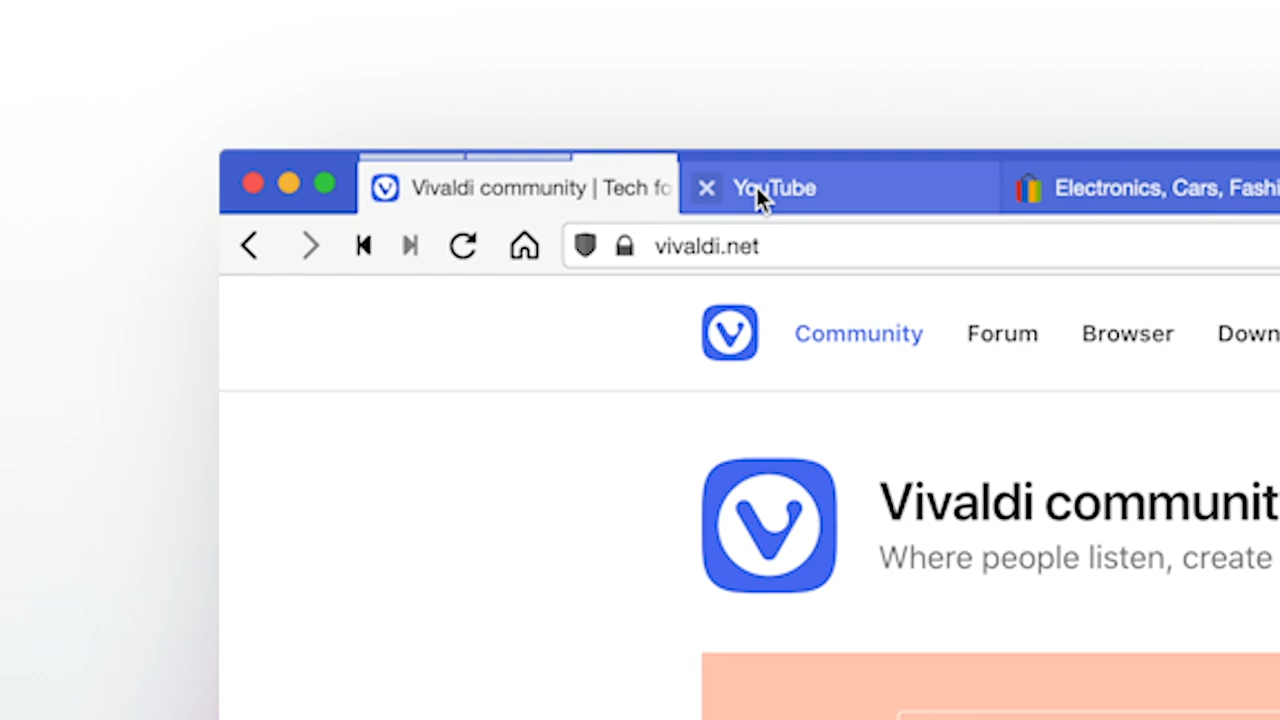 Vivaldi community | Tech fo
YouTube
Electronics, Cars, Fashi
vivaldi.net
Community Forum Browser Down
Vivaldi communit
Where people listen, create